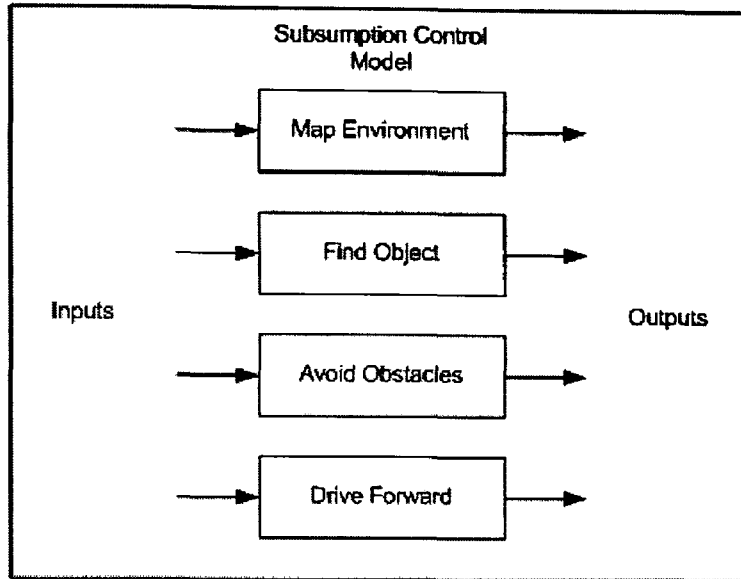 Subsumption Control
Model
Map Environment
Find Object
Inputs
Outputs
Avoid Obstacles
Drive Forward